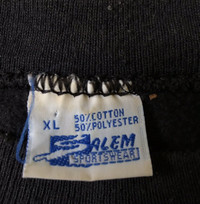 XL 50% COTTON
50% POLYESTER
SALEM
SPORTSWEAR